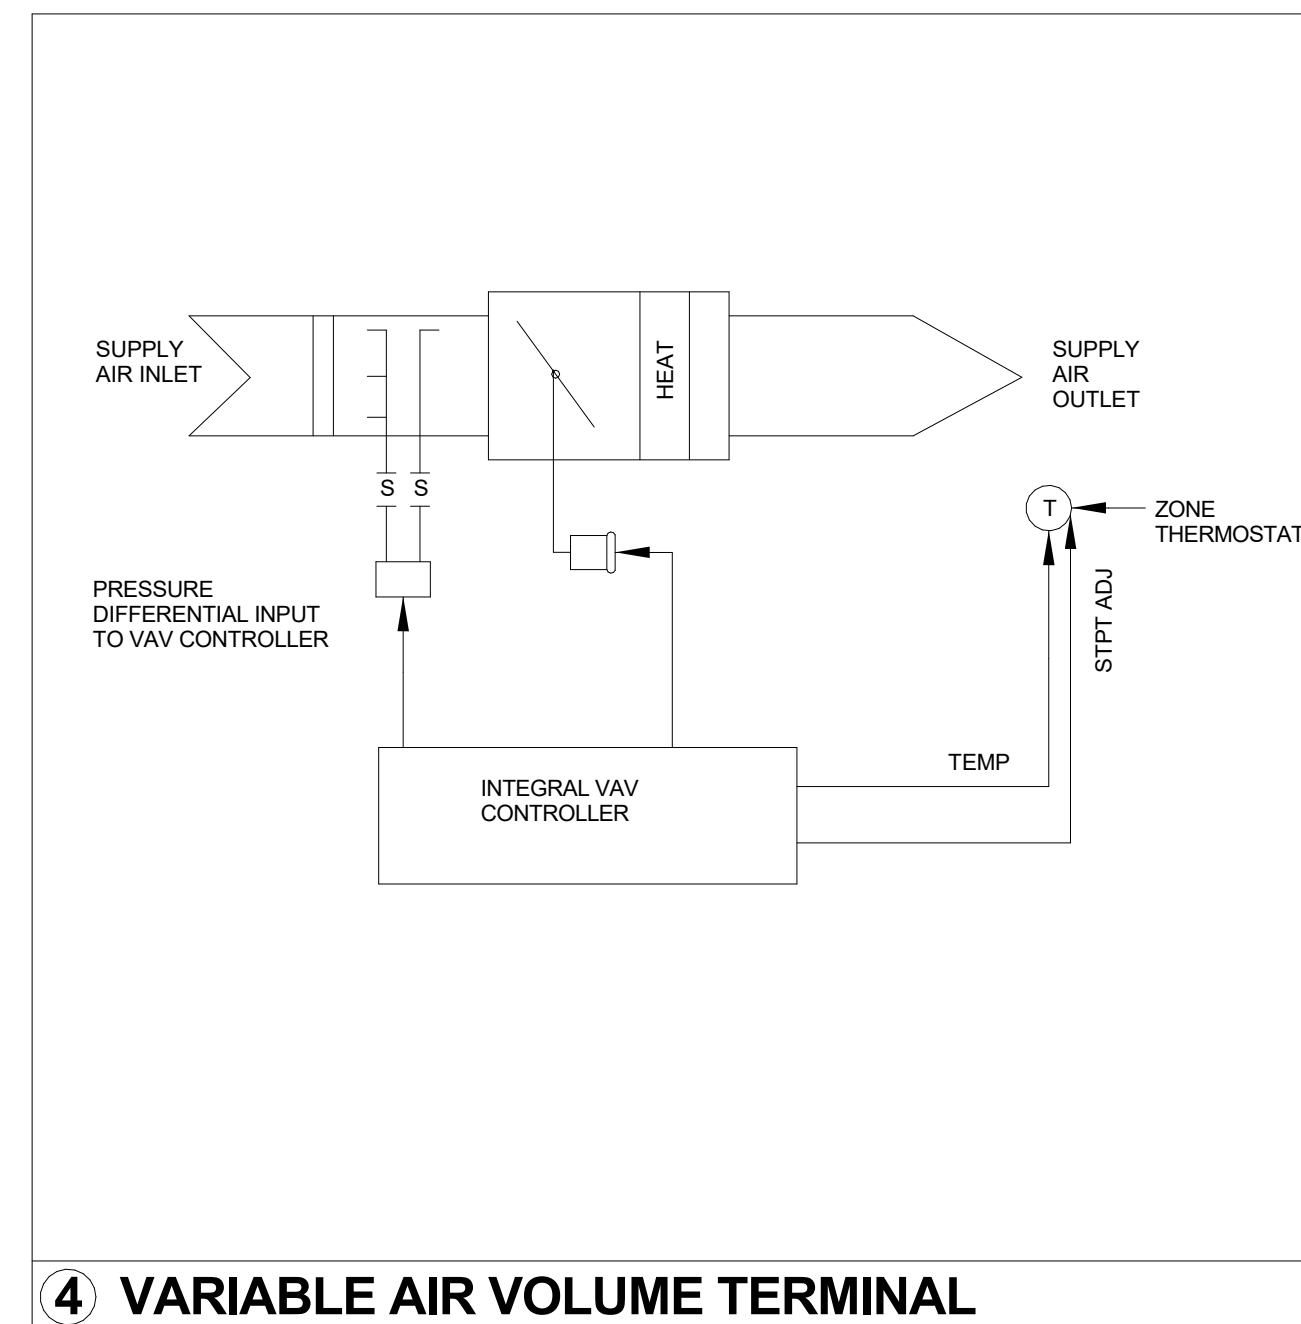 SUPPLY
AIR INLET
HEAT
SUPPLY
AIR
OUTLET
S S
T
ZONE
THERMOSTAT
PRESSURE
DIFFERENTIAL INPUT
TO VAV CONTROLLER
STPT ADJ
TEMP
INTEGRAL VAV
CONTROLLER
4 VARIABLE AIR VOLUME TERMINAL